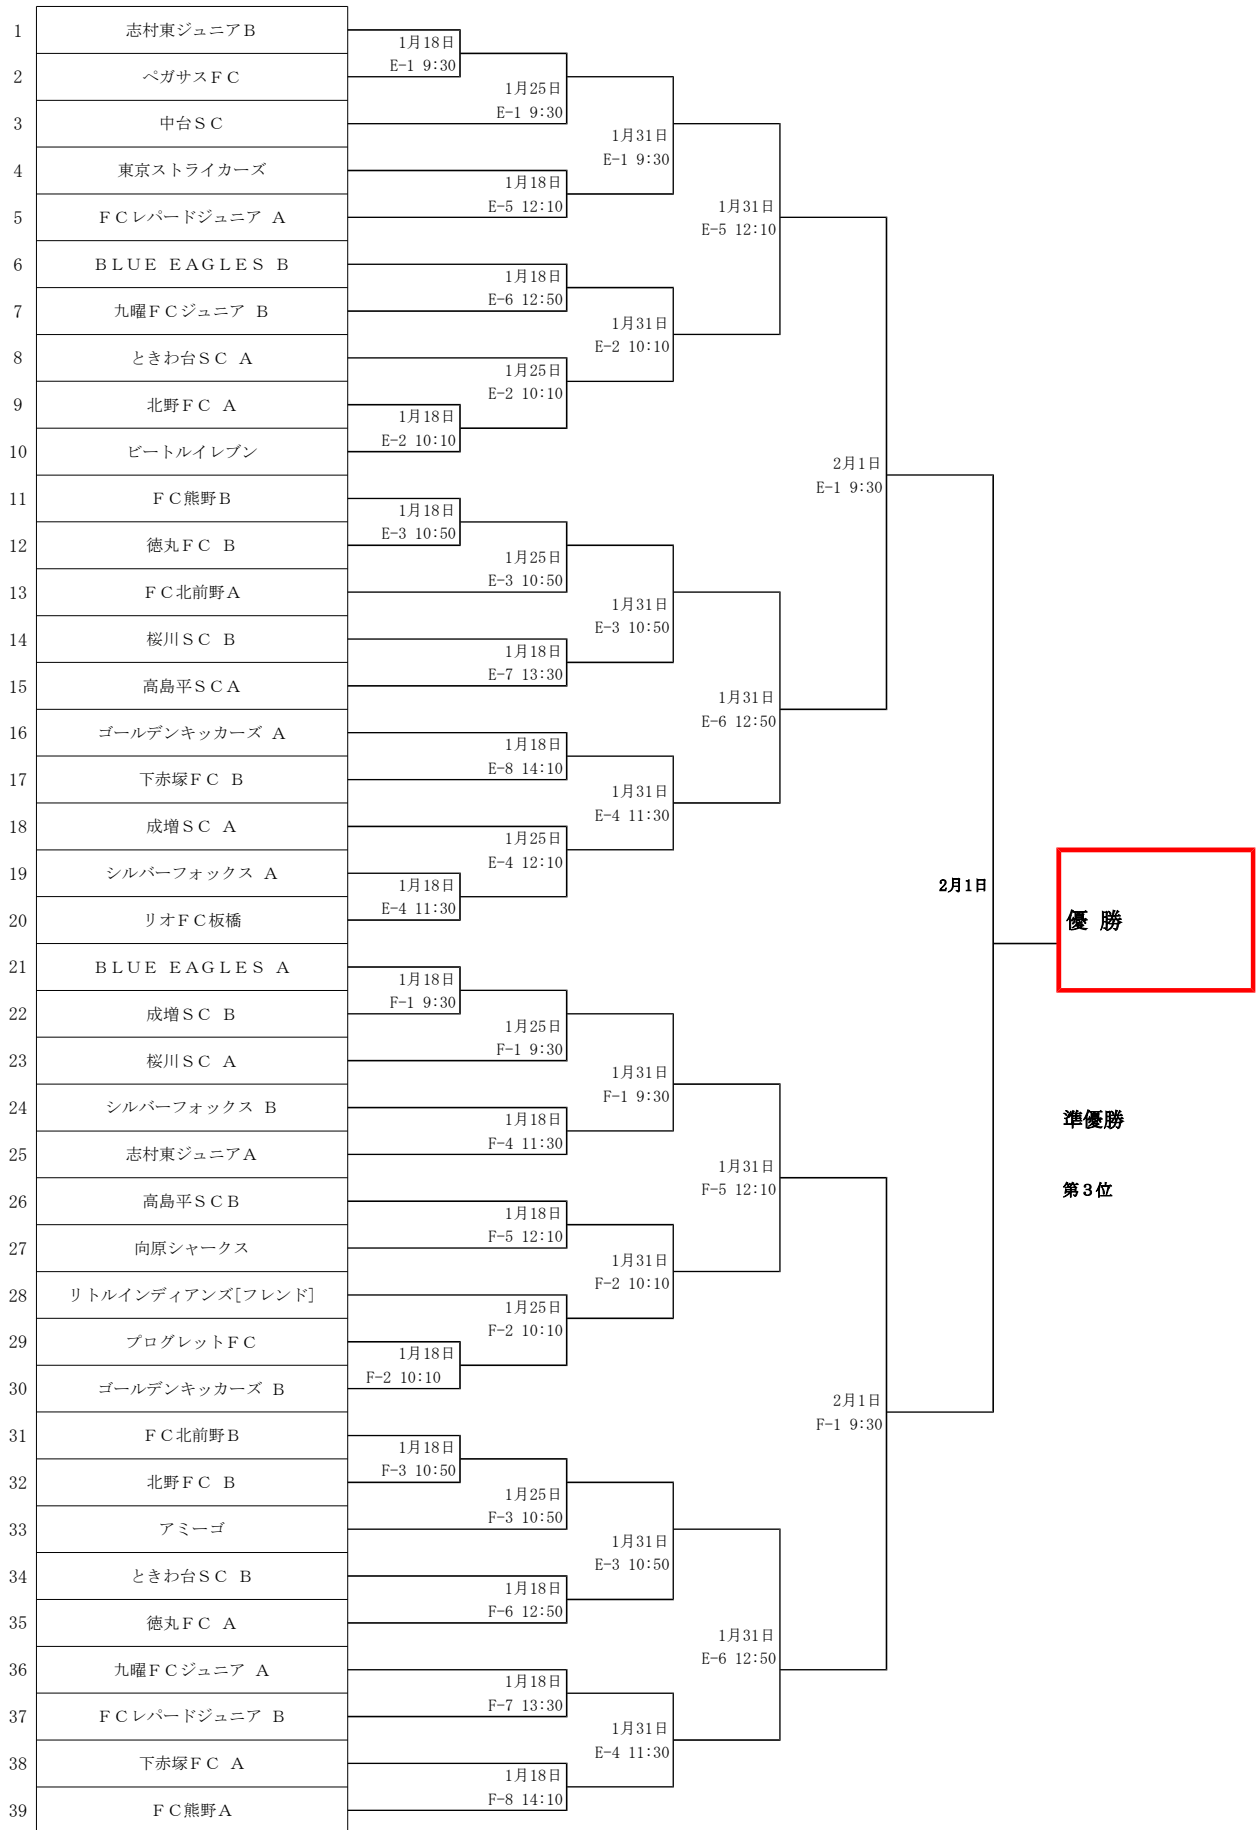 1 志村東ジュニアB
1月18日
E-1 9:30
2 ペガサスFC
1月25日
E-1 9:30
3 中台SC
1月31日
E-1 9:30
4 東京ストライカーズ
1月18日
E-5 12:10
5 FCレパードジュニア A
1月31日
E-5 12:10
6 BLUE EAGLES B
1月18日
E-6 12:50
7 九曜FCジュニア B
1月31日
E-2 10:10
8 ときわ台SC A
1月25日
E-2 10:10
9 北野FC A
1月18日
E-2 10:10
10 ビートルイレブン
2月1日
E-1 9:30
11 FC熊野B
1月18日
E-3 10:50
12 徳丸FC B
1月25日
E-3 10:50
13 FC北前野A
1月31日
E-3 10:50
14 桜川SC B
1月18日
E-7 13:30
15 高島平SCA
1月31日
E-6 12:50
16 ゴールデンキッカーズ A
1月18日
E-8 14:10
17 下赤塚FC B
1月31日
E-4 11:30
18 成増SC A
1月25日
E-4 12:10
19 シルバーフォックス A
1月18日
E-4 11:30
2月1日
20 リオFC板橋
優 勝
21 BLUE EAGLES A
1月18日
F-1 9:30
22 成増SC B
1月25日
F-1 9:30
23 桜川SC A
1月31日
F-1 9:30
24 シルバーフォックス B
1月18日
F-4 11:30
準優勝
25 志村東ジュニアA
1月31日
F-5 12:10
第3位
26 高島平SCB
1月18日
F-5 12:10
27 向原シャークス
1月31日
F-2 10:10
28 リトルインディアンズ[フレンド]
1月25日
F-2 10:10
29 プログレットFC
1月18日
F-2 10:10
30 ゴールデンキッカーズ B
2月1日
F-1 9:30
31 FC北前野B
1月18日
F-3 10:50
32 北野FC B
1月25日
F-3 10:50
33 アミーゴ
1月31日
E-3 10:50
34 ときわ台SC B
1月18日
F-6 12:50
35 徳丸FC A
1月31日
E-6 12:50
36 九曜FCジュニア A
1月18日
F-7 13:30
37 FCレパードジュニア B
1月31日
E-4 11:30
38 下赤塚FC A
1月18日
F-8 14:10
39 FC熊野A